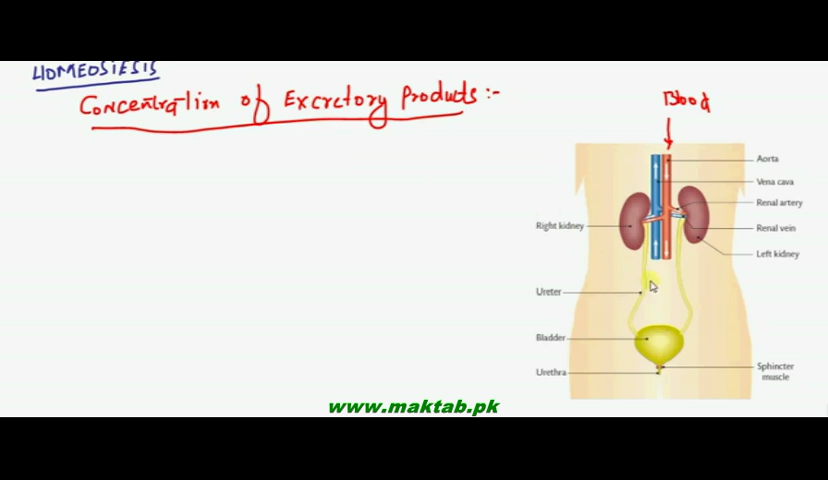 HOMEOSIESIS
Concentration of Excretory Products :-
Blood
Aorta
Vena cava
Renal artery
Right kidney
Renal vein
Left kidney
Ureter
Bladder
Urethra
Sphincter
muscle
www.maktab.pk